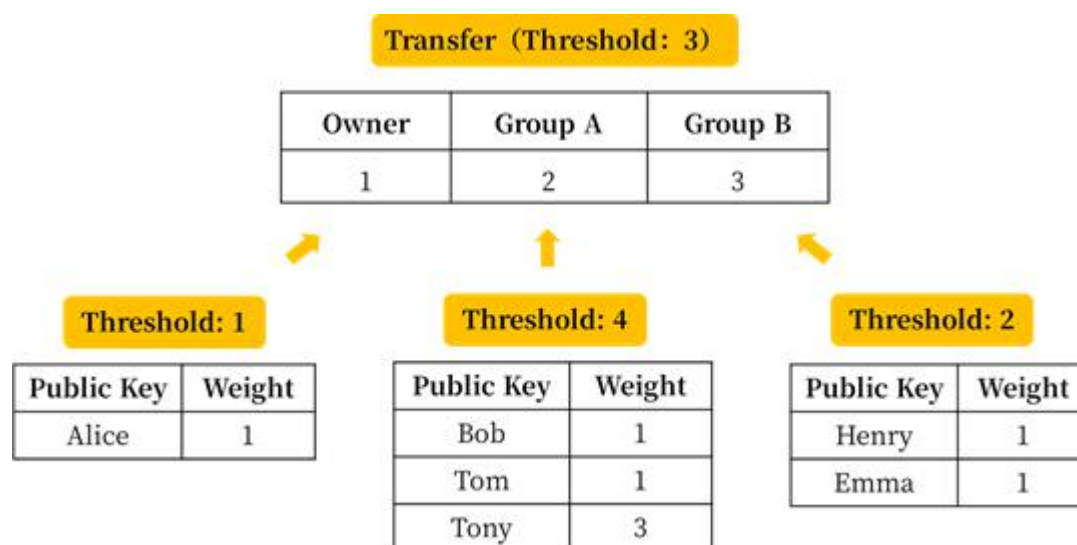 Transfer（Threshold：3）
Owner Group A Group B
1 2 3
Threshold: 1
Public Key Weight
Alice 1
Threshold: 4
Public Key Weight
Bob 1
Tom 1
Tony 3
Threshold: 2
Public Key Weight
Henry 1
Emma 1